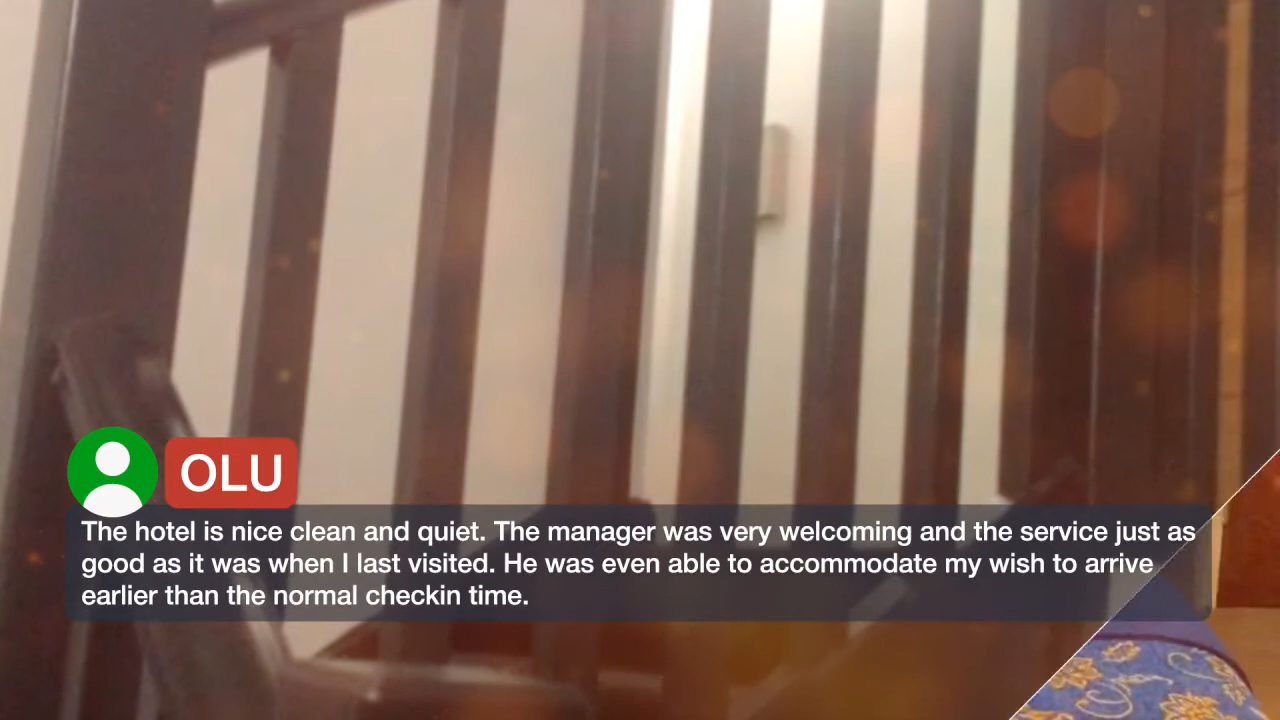 OLU
The hotel is nice clean and quiet. The manager was very welcoming and the service just as
good as it was when I last visited. He was even able to accommodate my wish to arrive
earlier than the normal checkin time.